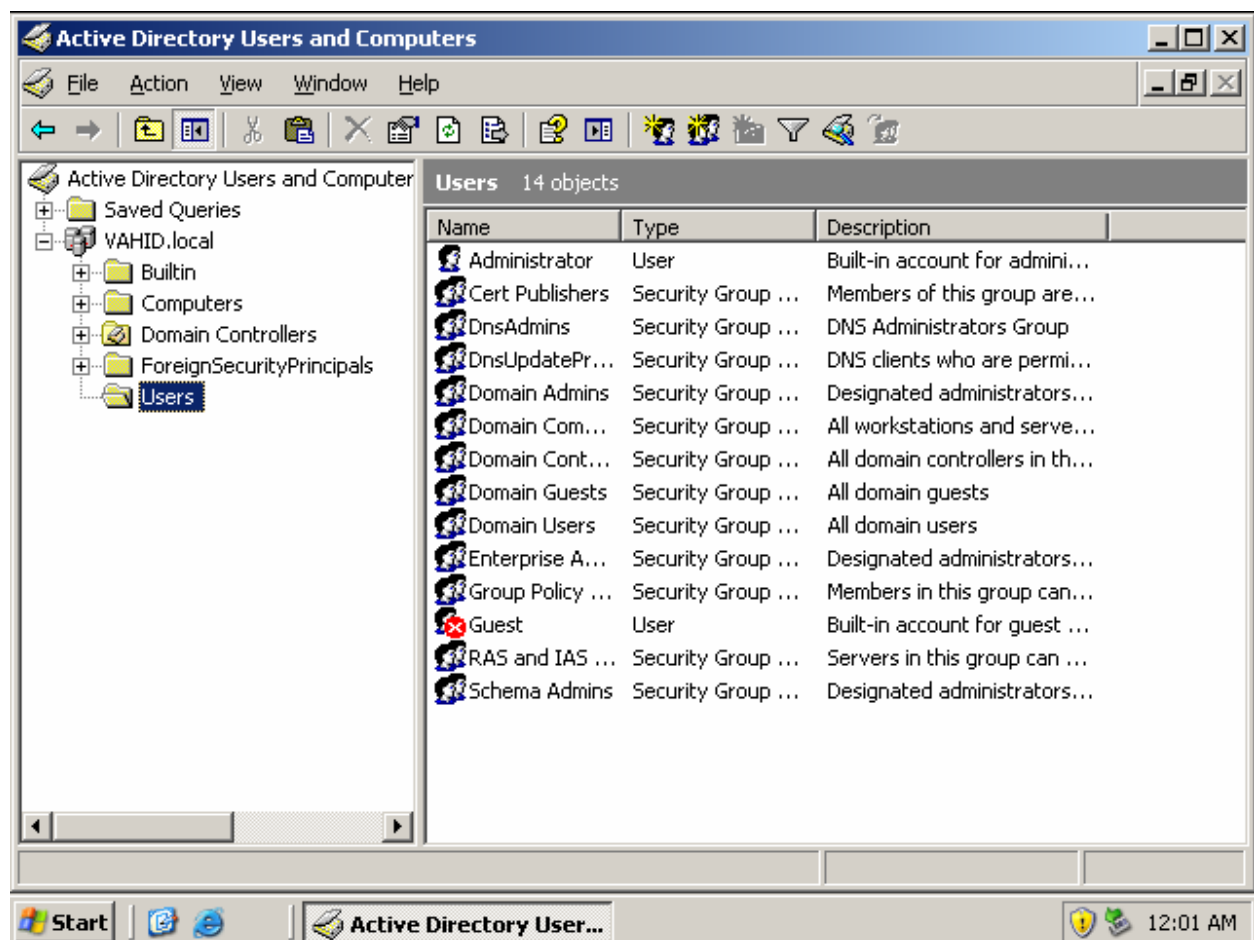 Active Directory Users and Computers
File Action View Window Help
Active Directory Users and Computer
Saved Queries
VAHID.local
Builtin
Computers
Domain Controllers
ForeignSecurityPrincipals
Users
Users 14 objects
Name Type Description
Administrator User Built-in account for admini...
Cert Publishers Security Group ... Members of this group are...
DnsAdmins Security Group ... DNS Administrators Group
DnsUpdatePr... Security Group ... DNS clients who are permi...
Domain Admins Security Group ... Designated administrators...
Domain Com... Security Group ... All workstations and serve...
Domain Cont... Security Group ... All domain controllers in th...
Domain Guests Security Group ... All domain guests
Domain Users Security Group ... All domain users
Enterprise A... Security Group ... Designated administrators...
Group Policy ... Security Group ... Members in this group can...
Guest User Built-in account for guest ...
RAS and IAS ... Security Group ... Servers in this group can ...
Schema Admins Security Group ... Designated administrators...
Start Active Directory User... 12:01 AM